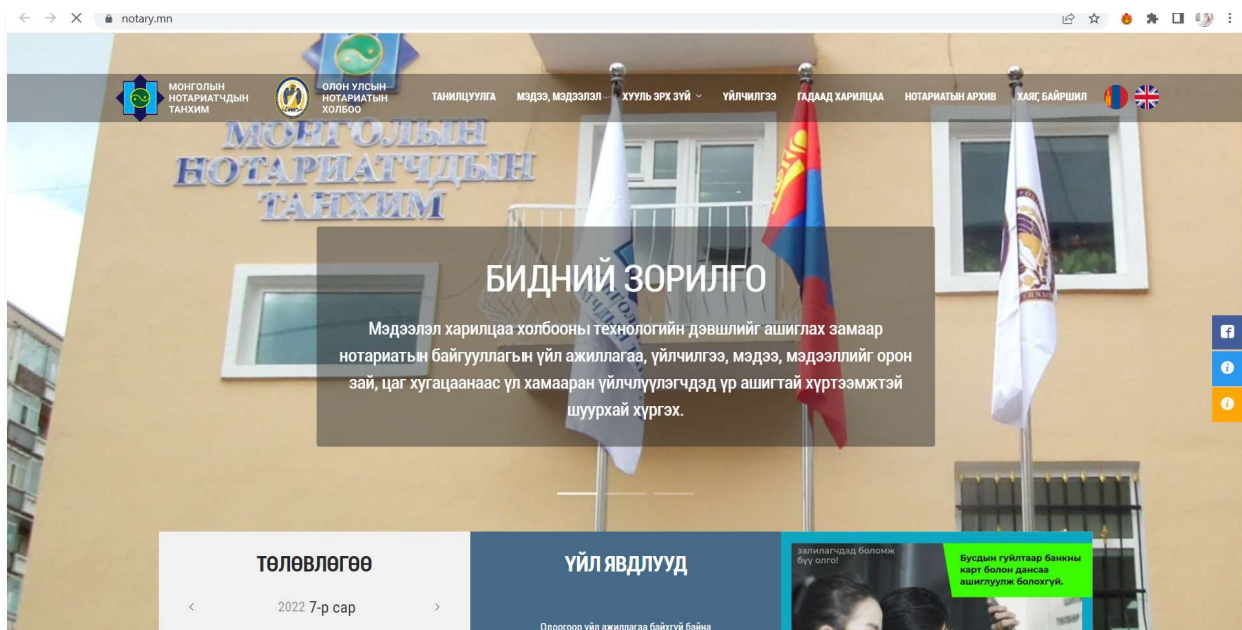 notary.mn
МОНГОЛЫН
НОТАРИАТЧДЫН
ТАНХИМ
ОЛОН УЛСЫН
НОТАРИАТЫН
ХОЛБОО
ТАНИЛЦУУЛГА
МЭДЭЭ, МЭДЭЭЛЭЛ
ХУУЛЬ ЭРХ ЗҮЙ
ҮЙЛЧИЛГЭЭ
ГАДААД ХАРИЛЦАА
НОТАРИАТЫН АРХИВ
ХАЯГ, БАЙРШИЛ
МОНГОЛЫН
НОТАРИАТЧДЫН
ТАНХИМ
БИДНИЙ ЗОРИЛГО
Мэдээлэл харилцаа холбооны технологийн дэвшлийг ашиглах замаар
нотариатын байгууллагын үйл ажиллагаа, үйлчилгээ, мэдээ, мэдээллийг орон
зай, цаг хугацаанаас үл хамааран үйлчлүүлэгчдэд үр ашигтай хүртээмжтэй
шуурхай хүргэх.
ТӨЛӨВЛӨГӨӨ
2022 7-р сар
ҮЙЛ ЯВДЛУУД
Одоогоор үйл ажиллагаа байхгүй байна
залилагчдад боломж
бүү олго!
Бусдын гуйлтаар банкны
карт болон дансаа
ашиглуулж болохгүй.